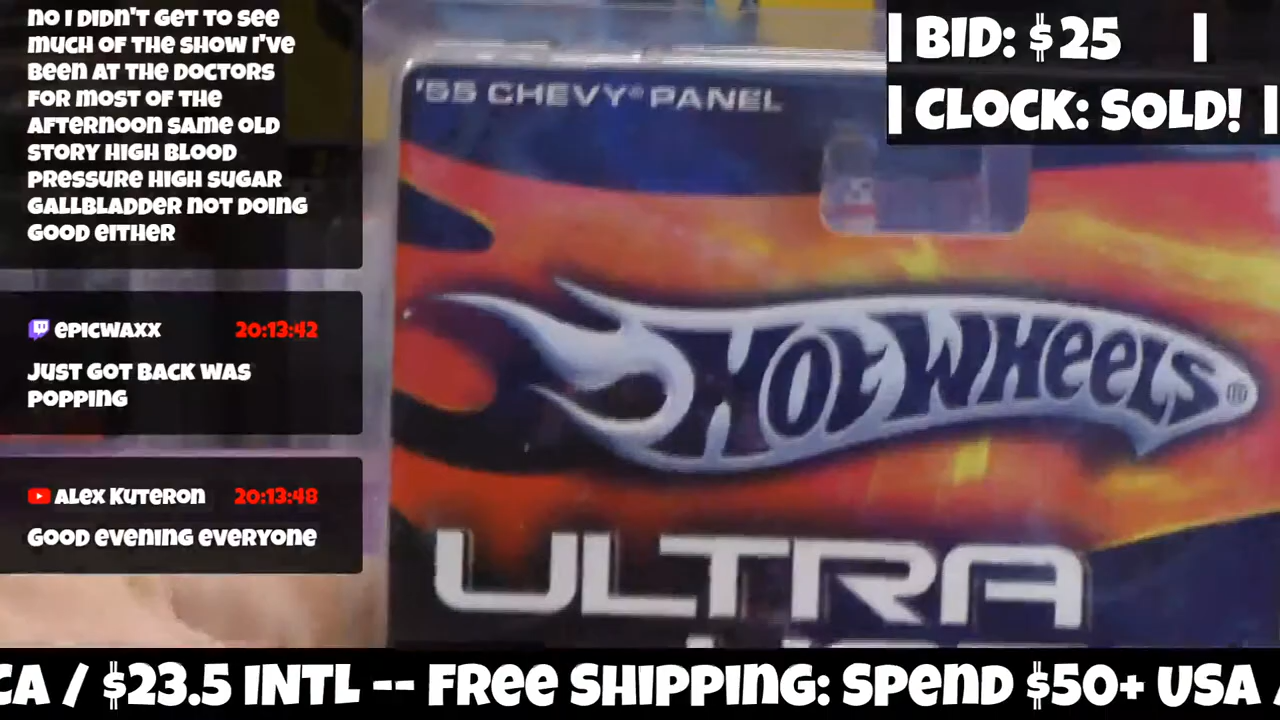 NO I DIDN'T GET TO SEE
MUCH OF THE SHOW I'VE
BEEN AT THE DOCTORS
FOR MOST OF THE
AFTERNOON SAME OLD
STORY HIGH BLOOD
PRESSURE HIGH SUGAR
GALLBLADDER NOT DOING
GOOD EITHER
EPICWAXX 20:13:42
JUST GOT BACK WAS
POPPING
ALEX KUTERON 20:13:48
GOOD EVENING EVERYONE
| BID: $25 |
| CLOCK: SOLD! |
'55 CHEVY® PANEL
HOT WHEELS®
ULTRA
CA / $23.5 INTL -- FREE SHIPPING: SPEND $50+ USA /